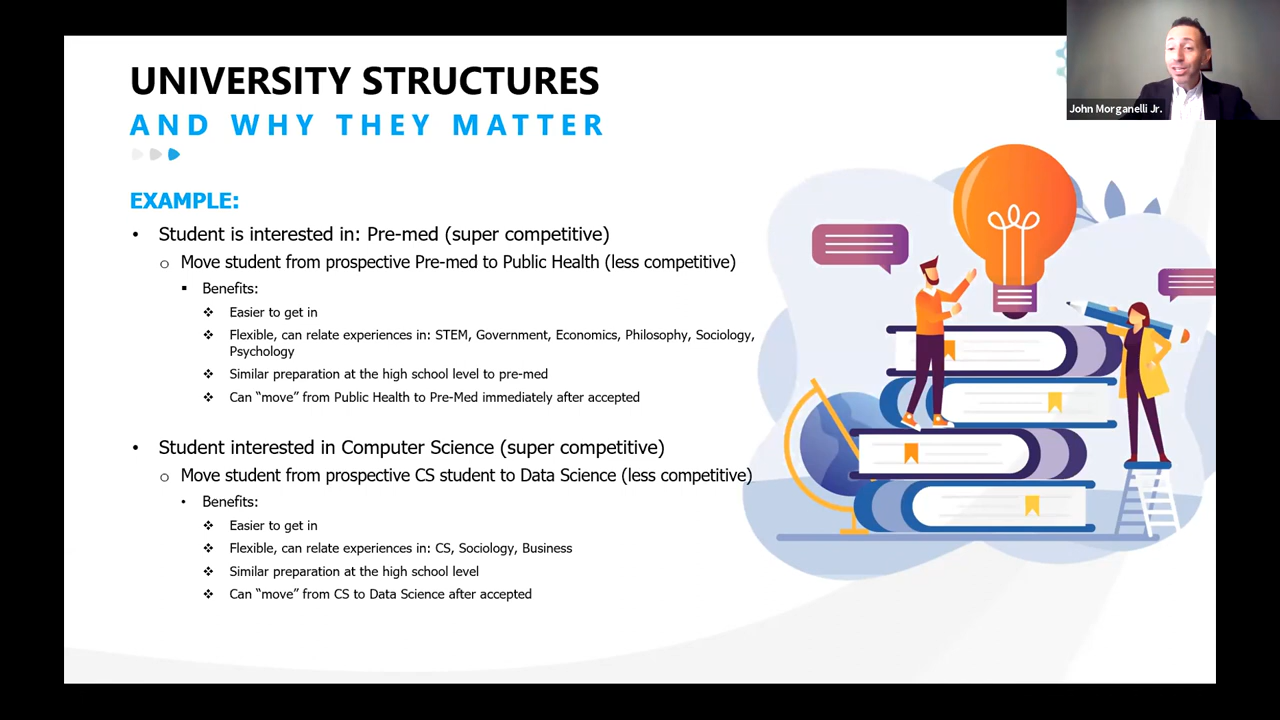 UNIVERSITY STRUCTURES
AND WHY THEY MATTER
EXAMPLE:
• Student is interested in: Pre-med (super competitive)
o Move student from prospective Pre-med to Public Health (less competitive)
▪ Benefits:
❖ Easier to get in
❖ Flexible, can relate experiences in: STEM, Government, Economics, Philosophy, Sociology,
Psychology
❖ Similar preparation at the high school level to pre-med
❖ Can “move” from Public Health to Pre-Med immediately after accepted
• Student interested in Computer Science (super competitive)
o Move student from prospective CS student to Data Science (less competitive)
• Benefits:
❖ Easier to get in
❖ Flexible, can relate experiences in: CS, Sociology, Business
❖ Similar preparation at the high school level
❖ Can “move” from CS to Data Science after accepted
John Morganelli Jr.